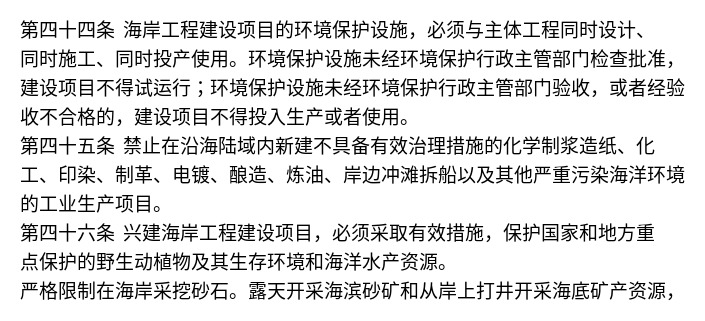 第四十四条 海岸工程建设项目的环境保护设施，必须与主体工程同时设计、
同时施工、同时投产使用。环境保护设施未经环境保护行政主管部门检查批准，
建设项目不得试运行；环境保护设施未经环境保护行政主管部门验收，或者经验
收不合格的，建设项目不得投入生产或者使用。
第四十五条 禁止在沿海陆域内新建不具备有效治理措施的化学制浆造纸、化
工、印染、制革、电镀、酿造、炼油、岸边冲滩拆船以及其他严重污染海洋环境
的工业生产项目。
第四十六条 兴建海岸工程建设项目，必须采取有效措施，保护国家和地方重
点保护的野生动植物及其生存环境和海洋水产资源。
严格限制在海岸采挖砂石。露天开采海滨砂矿和从岸上打井开采海底矿产资源，